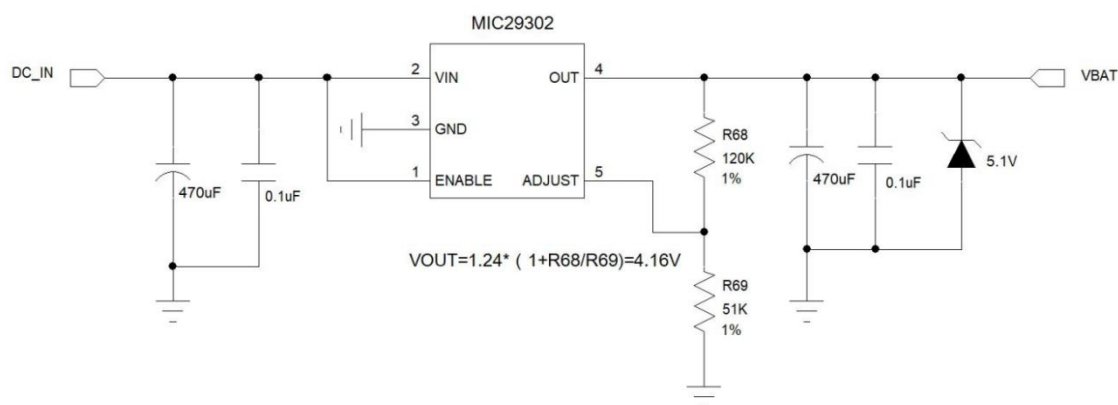 MIC29302
DC_IN
2
VIN
OUT
4
VBAT
3
GND
1
ENABLE
ADJUST
5
470uF
0.1uF
R68
120K
1%
470uF
0.1uF
5.1V
VOUT=1.24* ( 1+R68/R69)=4.16V
R69
51K
1%